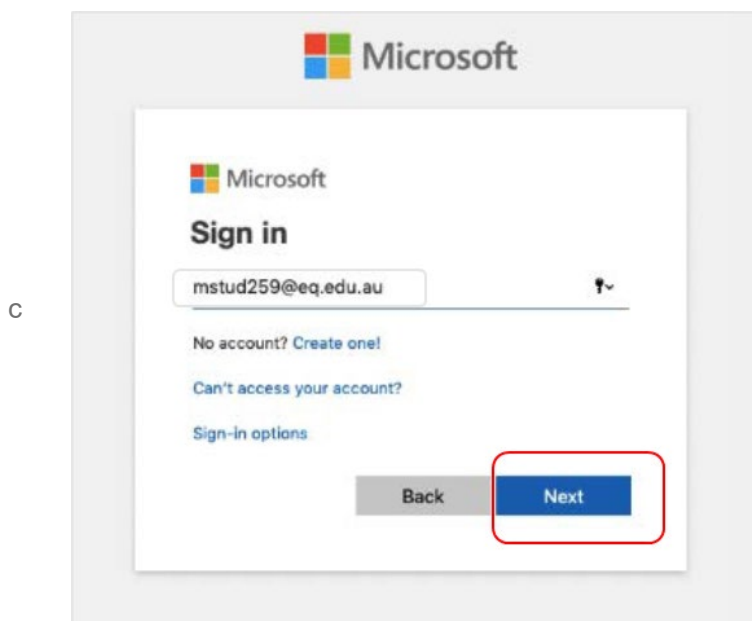 Microsoft
Microsoft
Sign in
mstud259@eq.edu.au
c
No account? Create one!
Can't access your account?
Sign-in options
Back Next